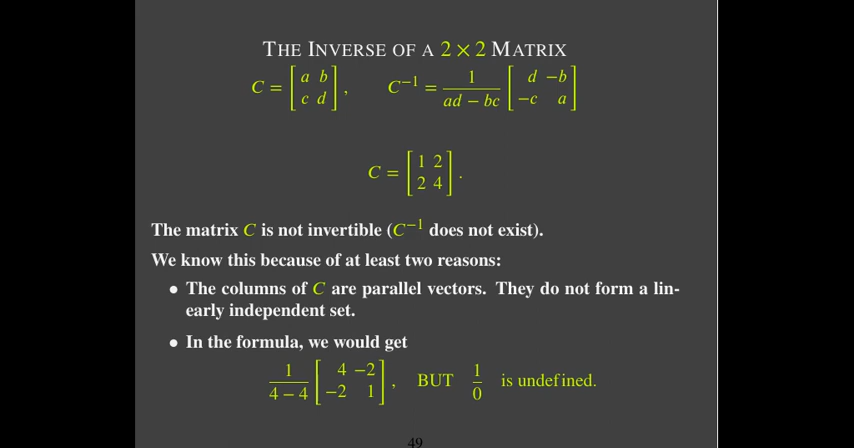 THE INVERSE OF A 2 × 2 MATRIX
C = [a b; c d], C⁻¹ = 1/(ad − bc) [d −b; −c a]
C = [1 2; 2 4].
The matrix C is not invertible (C⁻¹ does not exist).
We know this because of at least two reasons:
• The columns of C are parallel vectors. They do not form a lin-
early independent set.
• In the formula, we would get
1/(4 − 4) [4 −2; −2 1], BUT 1/0 is undefined.
49